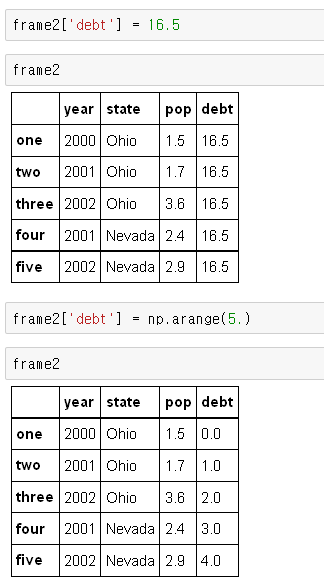 frame2['debt'] = 16.5
frame2
year state pop debt
one 2000 Ohio 1.5 16.5
two 2001 Ohio 1.7 16.5
three 2002 Ohio 3.6 16.5
four 2001 Nevada 2.4 16.5
five 2002 Nevada 2.9 16.5
frame2['debt'] = np.arange(5.)
frame2
year state pop debt
one 2000 Ohio 1.5 0.0
two 2001 Ohio 1.7 1.0
three 2002 Ohio 3.6 2.0
four 2001 Nevada 2.4 3.0
five 2002 Nevada 2.9 4.0